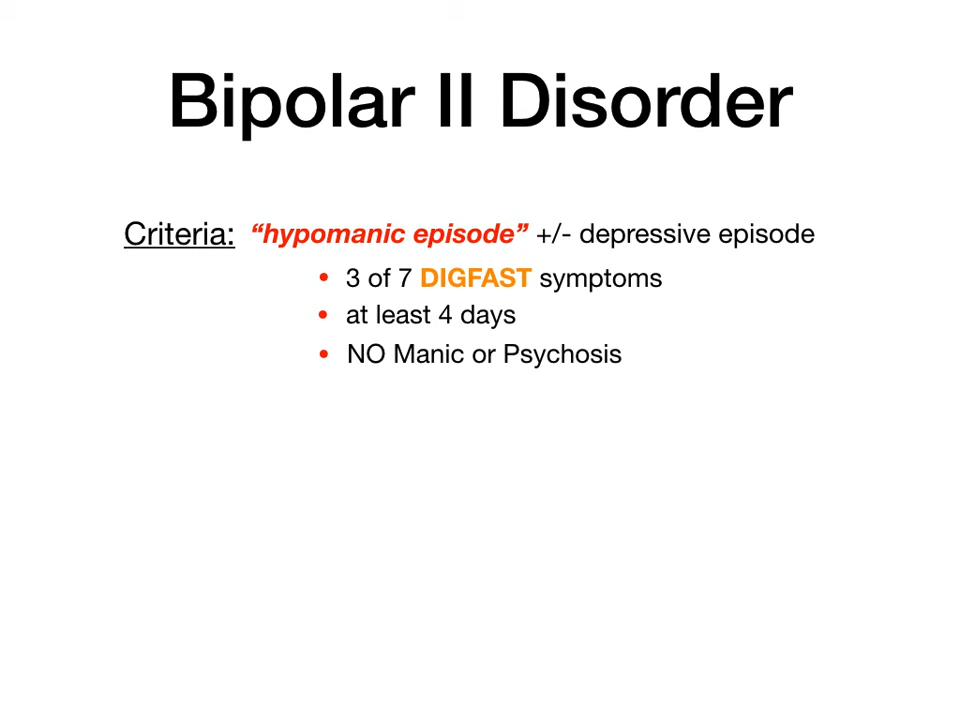 Bipolar II Disorder
Criteria: “hypomanic episode” +/- depressive episode
• 3 of 7 DIGFAST symptoms
• at least 4 days
• NO Manic or Psychosis